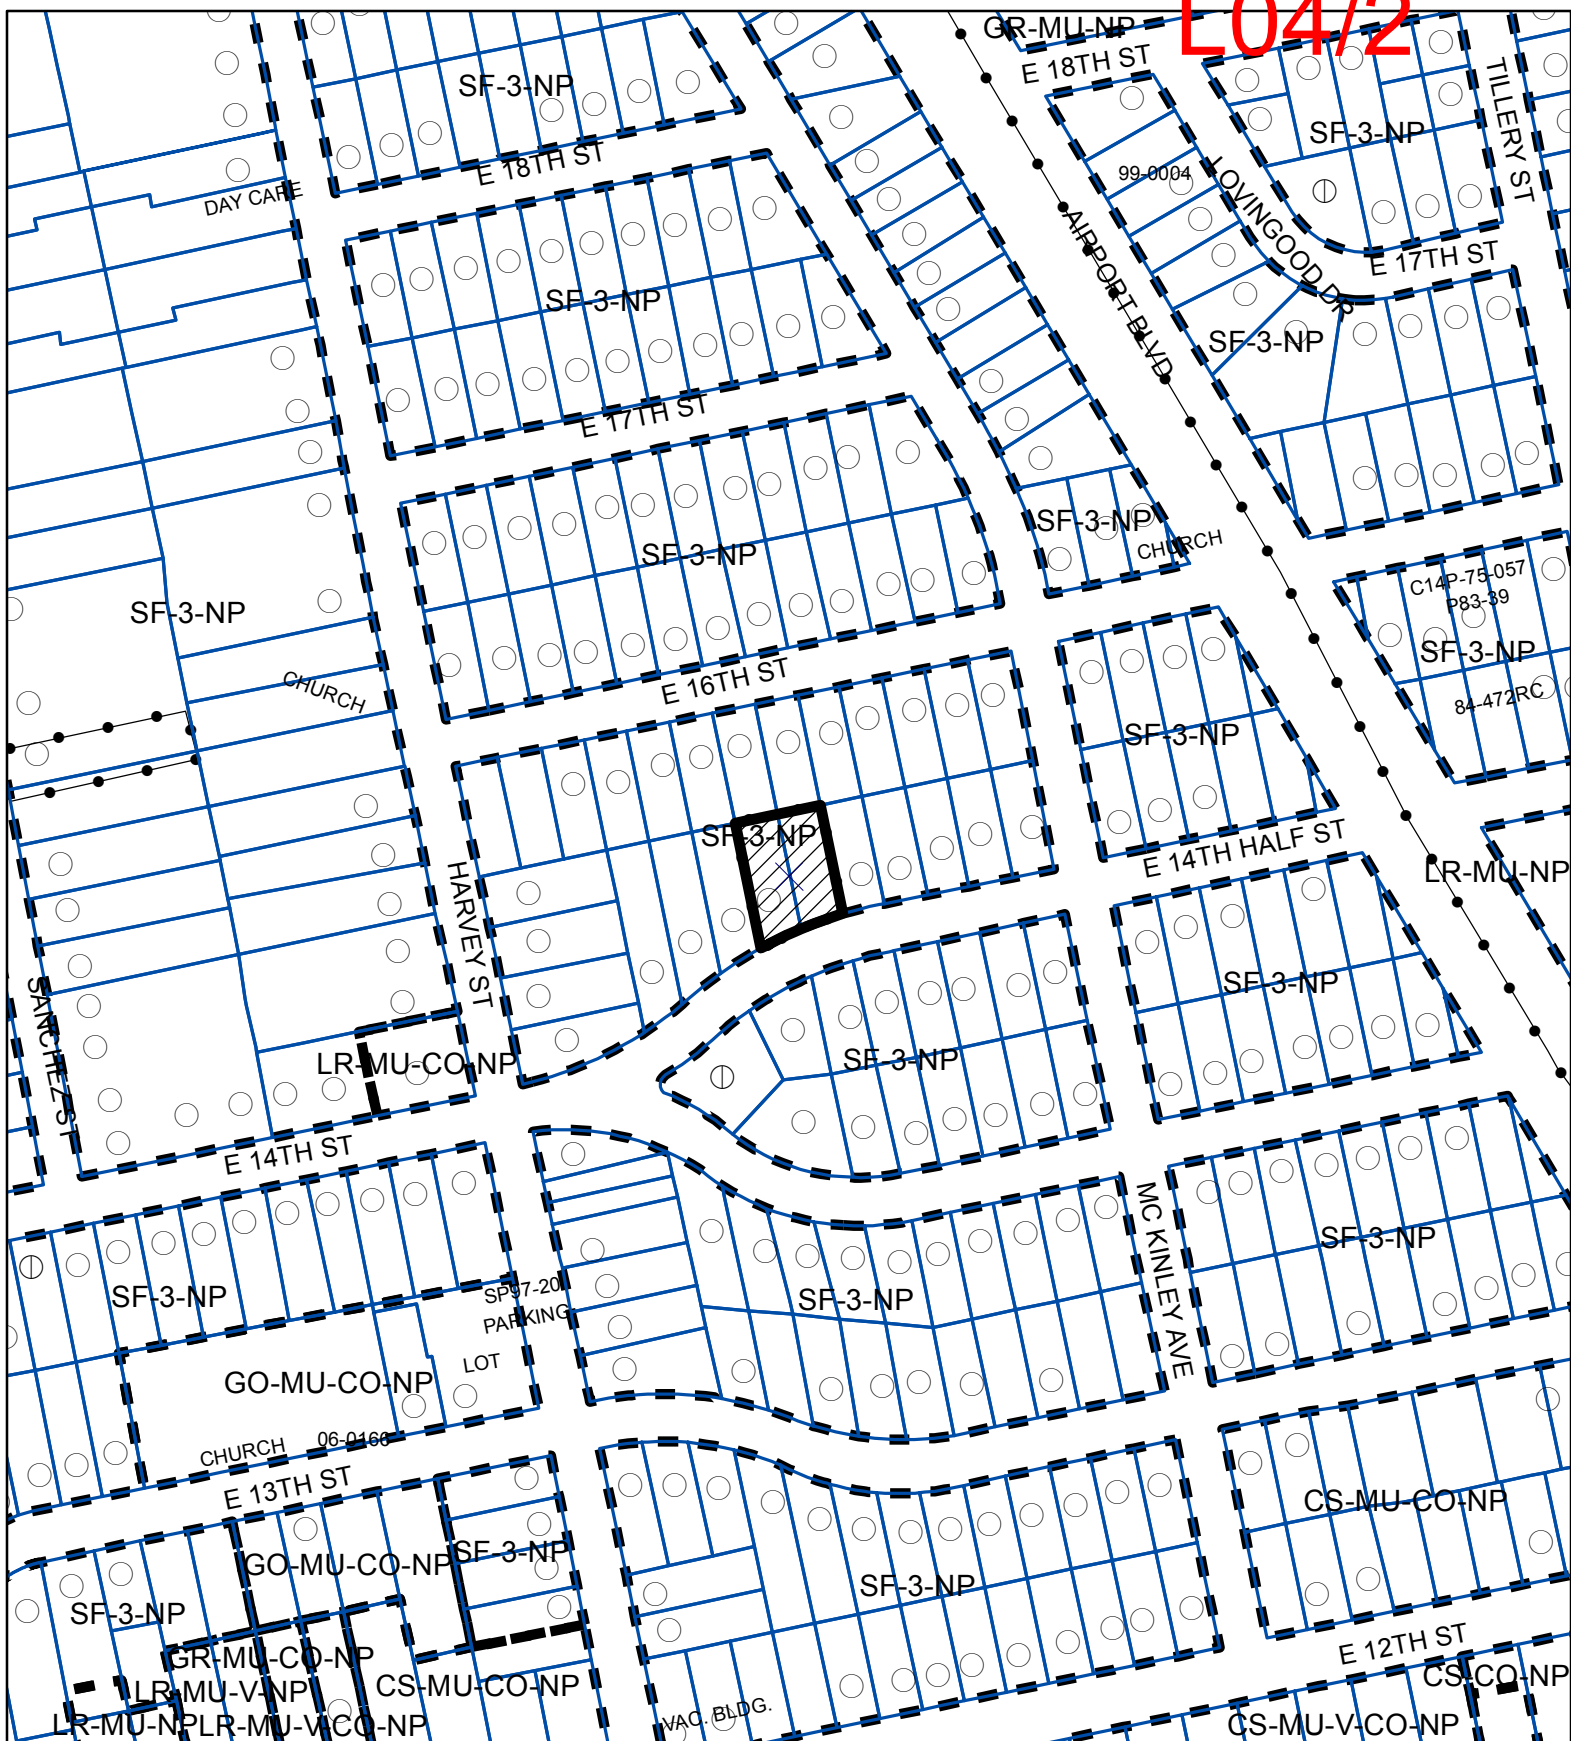 L04/2
GR-MU-NP
E 18TH ST
SF-3-NP
TILLERY ST
SF-3-NP
E 18TH ST
99-0004
LOVINGOOD DR
DAY CARE
AIRPORT BLVD
E 17TH ST
SF-3-NP
SF-3-NP
E 17TH ST
SF-3-NP
CHURCH
SF-3-NP
C14P-75-057
P83-39
SF-3-NP
SF-3-NP
E 16TH ST
CHURCH
84-472RC
SF-3-NP
SF-3-NP
E 14TH HALF ST
LR-MU-NP
HARVEY ST
SF-3-NP
SANCHEZ ST
LR-MU-CO-NP
SF-3-NP
E 14TH ST
MC KINLEY AVE
SF-3-NP
SF-3-NP
SP97-20
PARKING
LOT
SF-3-NP
GO-MU-CO-NP
CHURCH
06-0166
E 13TH ST
CS-MU-CO-NP
GO-MU-CO-NP
SF-3-NP
SF-3-NP
SF-3-NP
E 12TH ST
GR-MU-CO-NP
CS-CO-NP
LR-MU-V-NP
CS-MU-CO-NP
VAC. BLDG.
LR-MU-NP
LR-MU-V-CO-NP
CS-MU-V-CO-NP